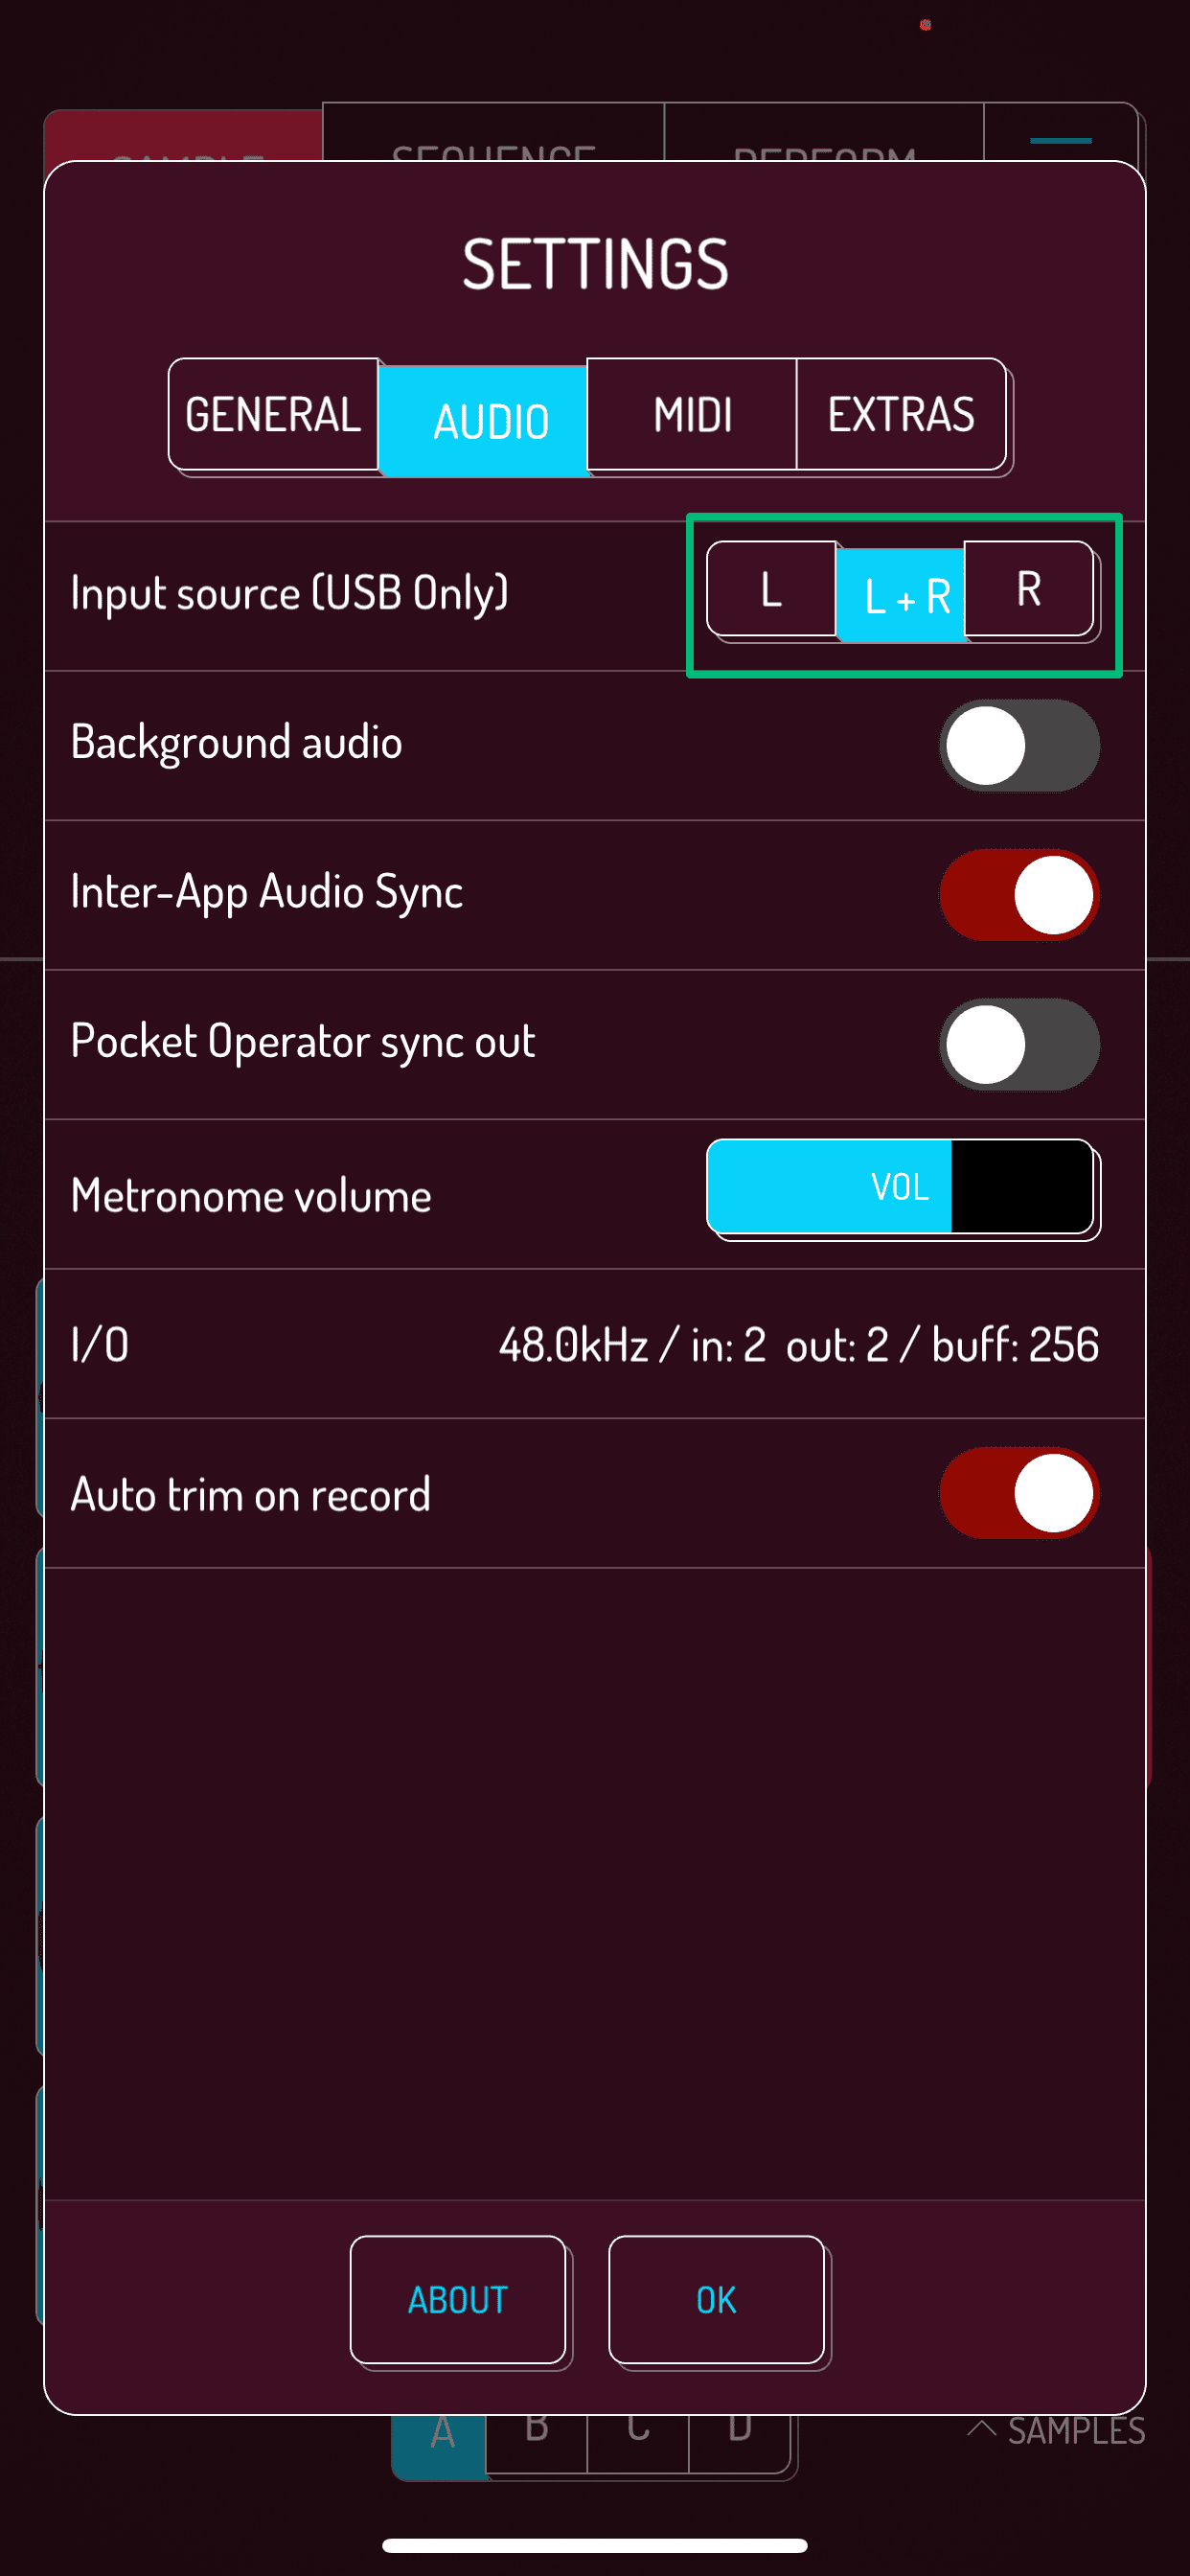 SAMPLE SEQUENCE PERFORM
SETTINGS
GENERAL AUDIO MIDI EXTRAS
Input source (USB Only) L L + R R
Background audio
Inter-App Audio Sync
Pocket Operator sync out
Metronome volume VOL
I/O 48.0kHz / in: 2 out: 2 / buff: 256
Auto trim on record
ABOUT OK
A B C D SAMPLES